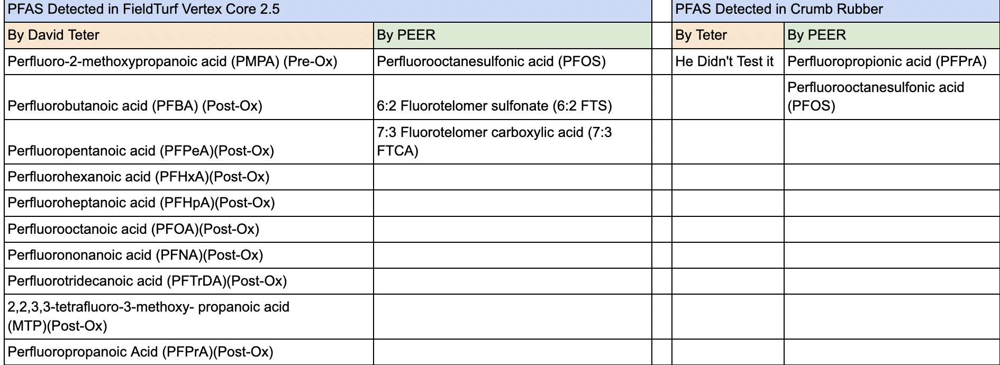 PFAS Detected in FieldTurf Vertex Core 2.5
PFAS Detected in Crumb Rubber
By David Teter
By PEER
By Teter
By PEER
Perfluoro-2-methoxypropanoic acid (PMPA) (Pre-Ox)
Perfluorooctanesulfonic acid (PFOS)
He Didn't Test it
Perfluoropropionic acid (PFPrA)
Perfluorobutanoic acid (PFBA) (Post-Ox)
6:2 Fluorotelomer sulfonate (6:2 FTS)
Perfluorooctanesulfonic acid
(PFOS)
Perfluoropentanoic acid (PFPeA)(Post-Ox)
7:3 Fluorotelomer carboxylic acid (7:3
FTCA)
Perfluorohexanoic acid (PFHxA)(Post-Ox)
Perfluoroheptanoic acid (PFHpA)(Post-Ox)
Perfluorooctanoic acid (PFOA)(Post-Ox)
Perfluorononanoic acid (PFNA)(Post-Ox)
Perfluorotridecanoic acid (PFTrDA)(Post-Ox)
2,2,3,3-tetrafluoro-3-methoxy- propanoic acid
(MTP)(Post-Ox)
Perfluoropropanoic Acid (PFPrA)(Post-Ox)